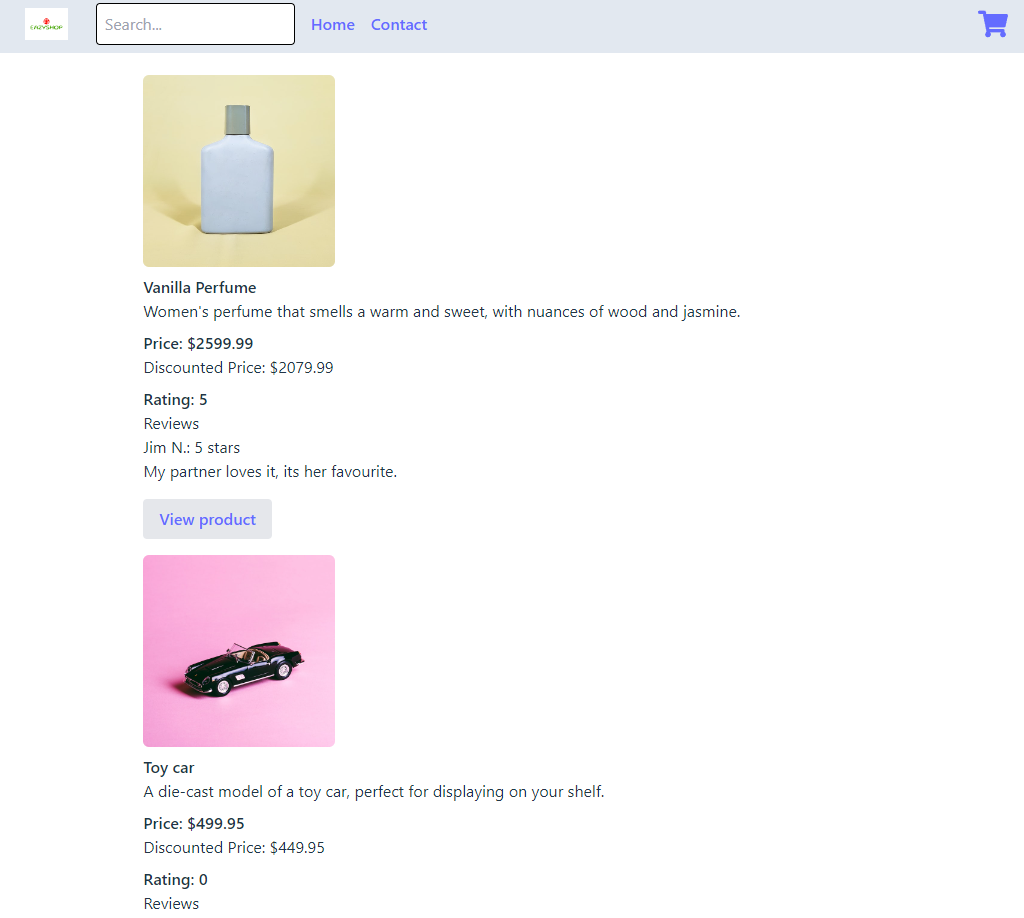 EAZYSHOP
Search...
Home
Contact
Vanilla Perfume
Women's perfume that smells a warm and sweet, with nuances of wood and jasmine.
Price: $2599.99
Discounted Price: $2079.99
Rating: 5
Reviews
Jim N.: 5 stars
My partner loves it, its her favourite.
View product
Toy car
A die-cast model of a toy car, perfect for displaying on your shelf.
Price: $499.95
Discounted Price: $449.95
Rating: 0
Reviews